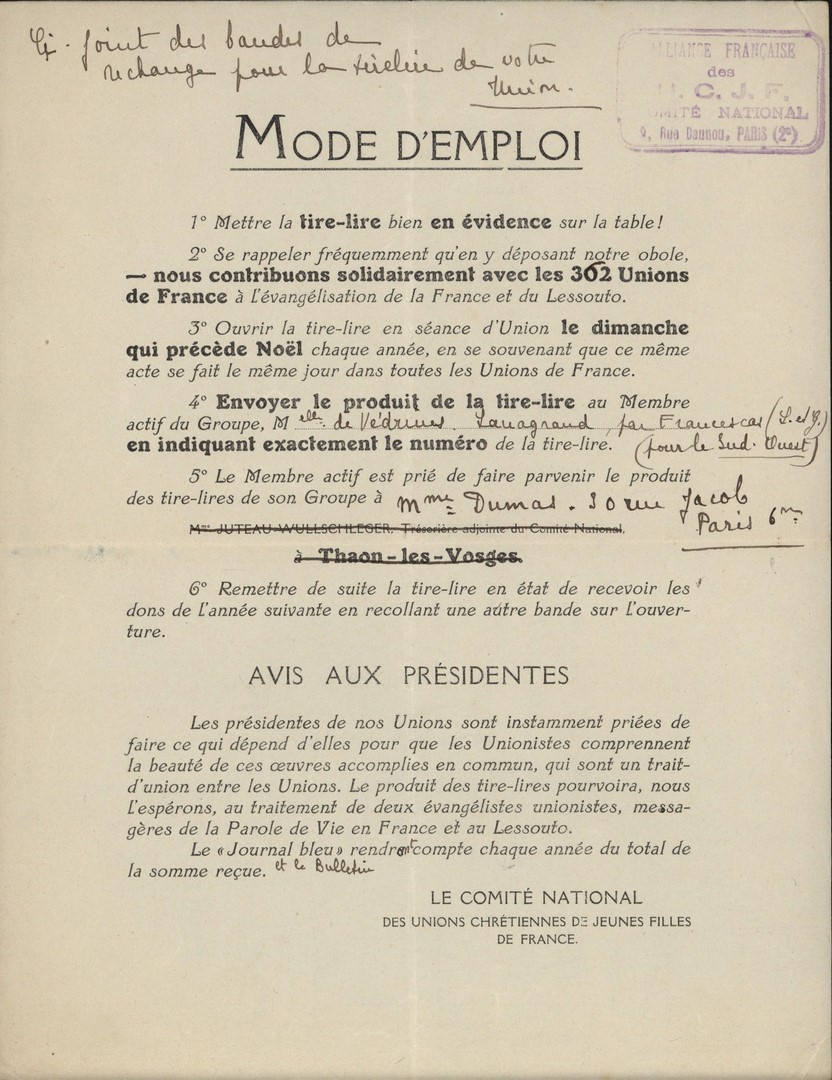 Ci-joint des bandes de
rechange pour la tirelire de votre
Union.
ALLIANCE FRANÇAISE
des
U. C. J. F.
COMITÉ NATIONAL
9, Rue Daunou, PARIS (2e)
MODE D'EMPLOI
1° Mettre la tire-lire bien en évidence sur la table!
2° Se rappeler fréquemment qu'en y déposant notre obole,
— nous contribuons solidairement avec les 302 Unions
de France à l'évangélisation de la France et du Lessouto.
3° Ouvrir la tire-lire en séance d'Union le dimanche
qui précède Noël chaque année, en se souvenant que ce même
acte se fait le même jour dans toutes les Unions de France.
4° Envoyer le produit de la tire-lire au Membre
actif du Groupe, Melle de Védrines. Lanagrand, par Francescas (L. et G.)
en indiquant exactement le numéro de la tire-lire. (pour le Sud-Ouest)
5° Le Membre actif est prié de faire parvenir le produit
des tire-lires de son Groupe à Mme Dumas. 30 rue Jacob
Paris 6me
Mme JUTEAU-WULLSCHLEGER, Trésorière adjointe du Comité National,
à Thaon-les-Vosges.
6° Remettre de suite la tire-lire en état de recevoir les
dons de l'année suivante en recollant une autre bande sur l'ouver-
ture.
AVIS AUX PRÉSIDENTES
Les présidentes de nos Unions sont instamment priées de
faire ce qui dépend d'elles pour que les Unionistes comprennent
la beauté de ces œuvres accomplies en commun, qui sont un trait-
d'union entre les Unions. Le produit des tire-lires pourvoira, nous
l'espérons, au traitement de deux évangélistes unionistes, messa-
gères de la Parole de Vie en France et au Lessouto.
Le «Journal bleu» rendront compte chaque année du total de
la somme reçue. et le Bulletin
LE COMITÉ NATIONAL
DES UNIONS CHRÉTIENNES DE JEUNES FILLES
DE FRANCE.